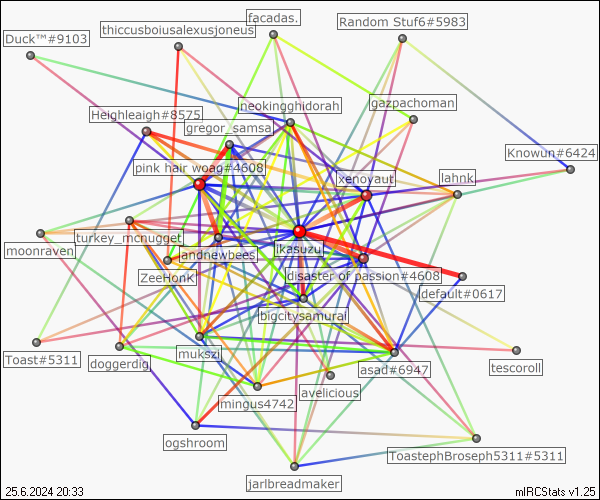 facadas.
Random Stuf6#5983
thiccusboiusalexusjoneus
Duck™#9103
neokingghidorah
gazpachoman
Heighleigh#8575
gregor_samsa
Knowun#6424
pink hair woag#4608
xenoyaut
lahnk_
moonraven
turkey_mcnugget
andnewbees
ikasuzu
ZeeHonk
disaster of passion#4608
default#0617
bigcitysamurai
Toast#5311
doggerdig
mukszi
asad#6947
tescoroll
avelicious
mingus4742
ogshroom
ToastephBroseph5311#5311
jarlbreadmaker
25.6.2024 20:33
mIRCStats v1.25